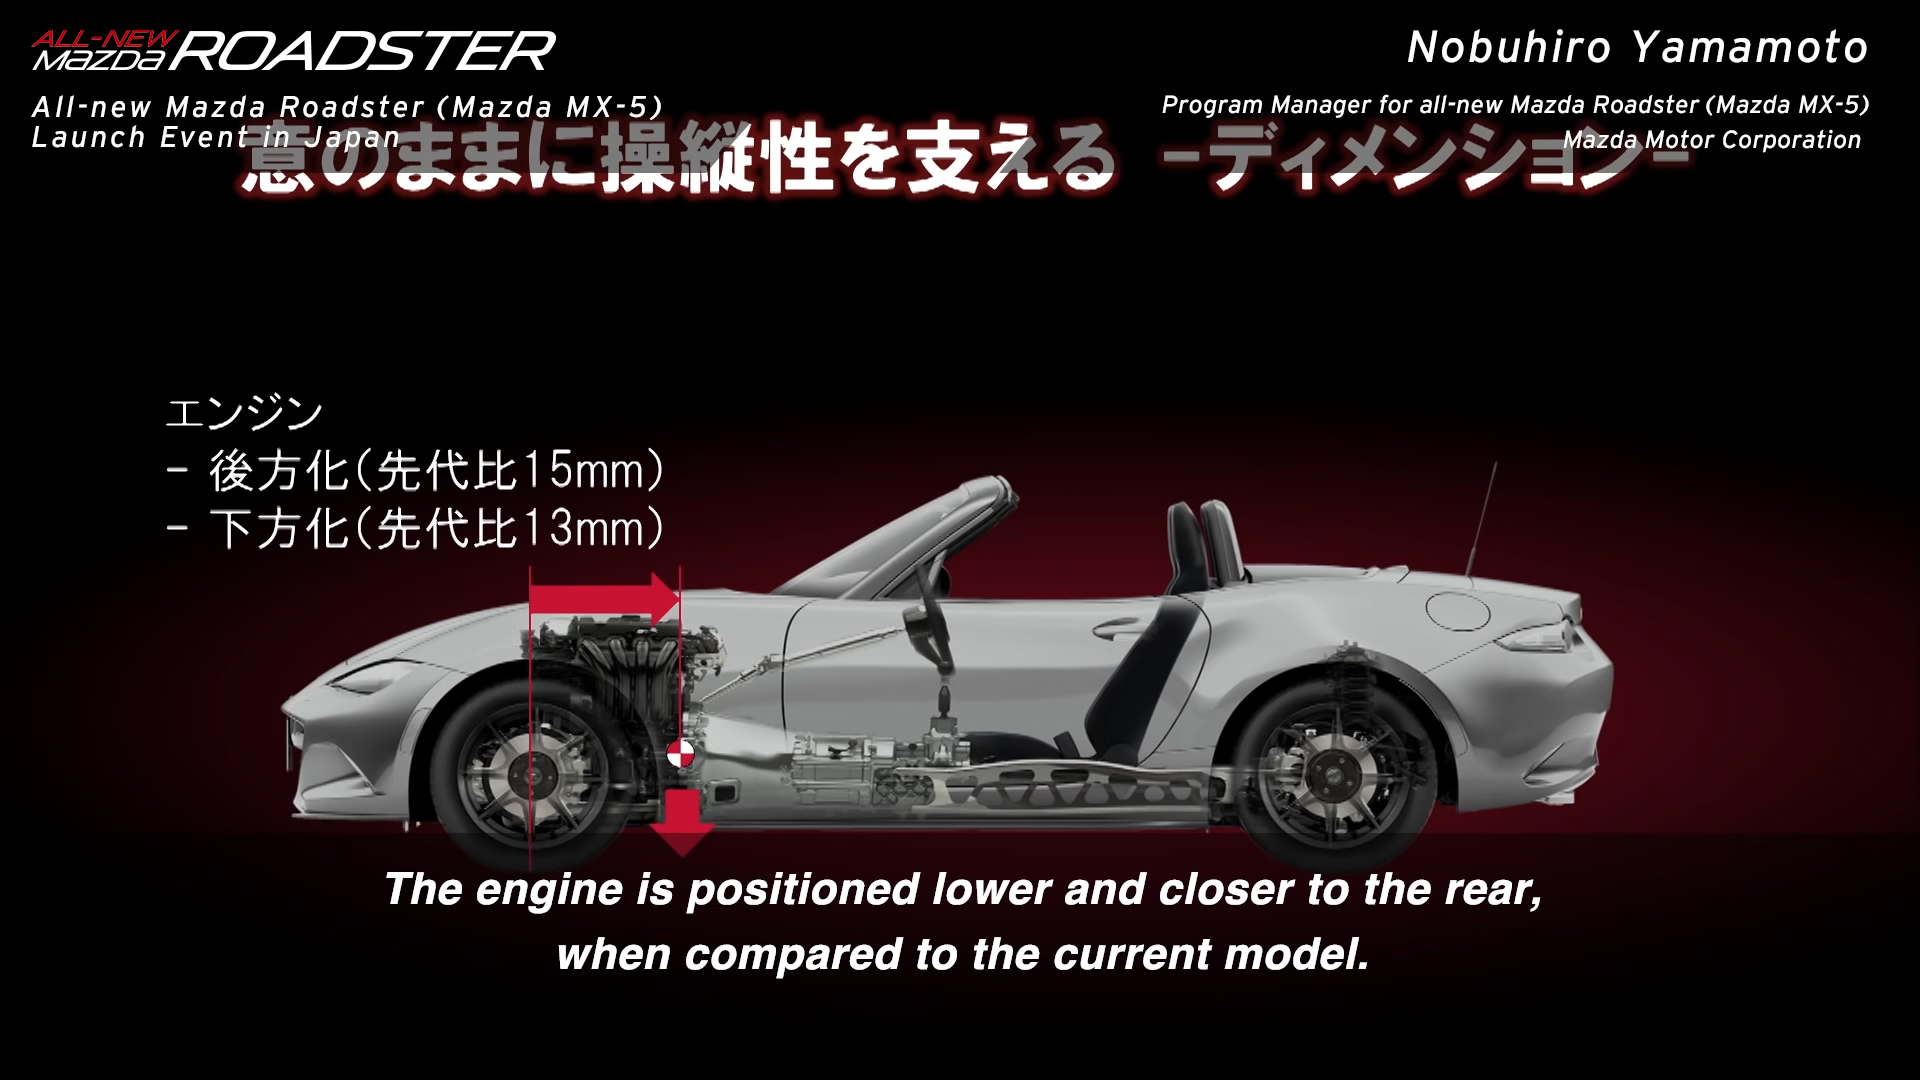 ALL-NEW
mazda ROADSTER
All-new Mazda Roadster (Mazda MX-5)
Launch Event in Japan
Nobuhiro Yamamoto
Program Manager for all-new Mazda Roadster (Mazda MX-5)
Mazda Motor Corporation
意のままに操縦性を支える -ディメンション-
エンジン
- 後方化(先代比15mm)
- 下方化(先代比13mm)
The engine is positioned lower and closer to the rear,
when compared to the current model.